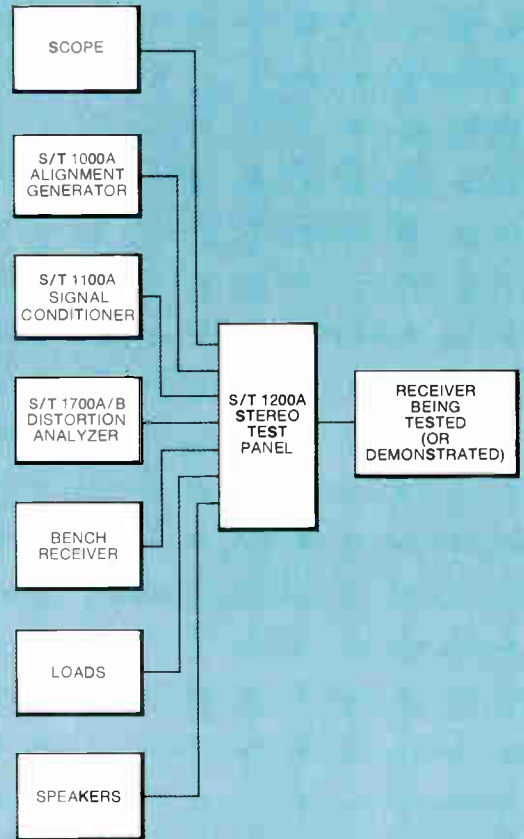 SCOPE
S/T 1000A
ALIGNMENT
GENERATOR
S/T 1100A
SIGNAL
CONDITIONER
S/T 1700A/B
DISTORTION
ANALYZER
BENCH
RECEIVER
LOADS
SPEAKERS
S/T 1200A
STEREO
TEST
PANEL
RECEIVER
BEING
TESTED
(OR
DEMONSTRATED)